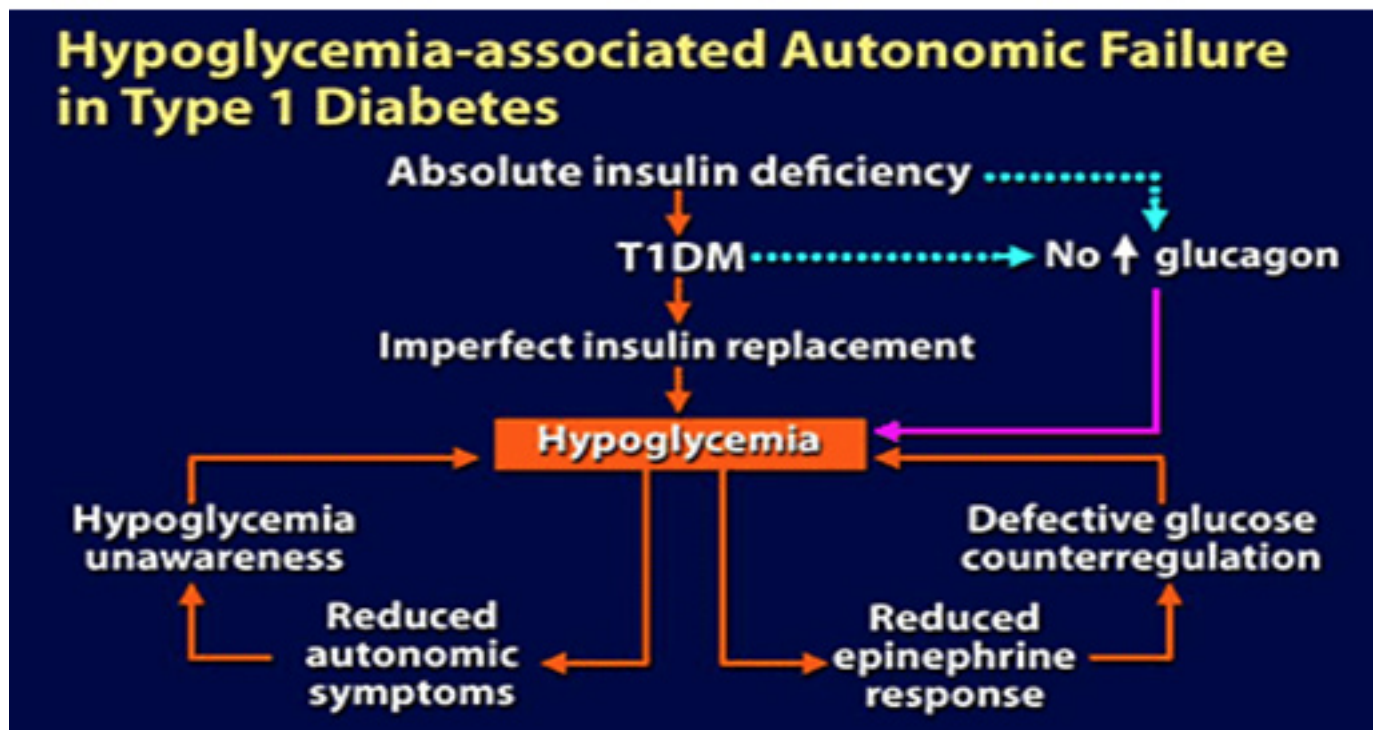 Hypoglycemia-associated Autonomic Failure
in Type 1 Diabetes
Absolute insulin deficiency
T1DM
No ↑ glucagon
Imperfect insulin replacement
Hypoglycemia
Hypoglycemia
unawareness
Defective glucose
counterregulation
Reduced
autonomic
symptoms
Reduced
epinephrine
response